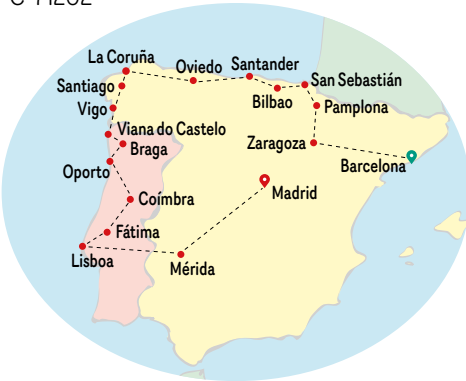 La Coruña
Oviedo
Santander
San Sebastián
Santiago
Bilbao
Pamplona
Vigo
Viana do Castelo
Braga
Zaragoza
Barcelona
Oporto
Madrid
Coímbra
Fátima
Lisboa
Mérida